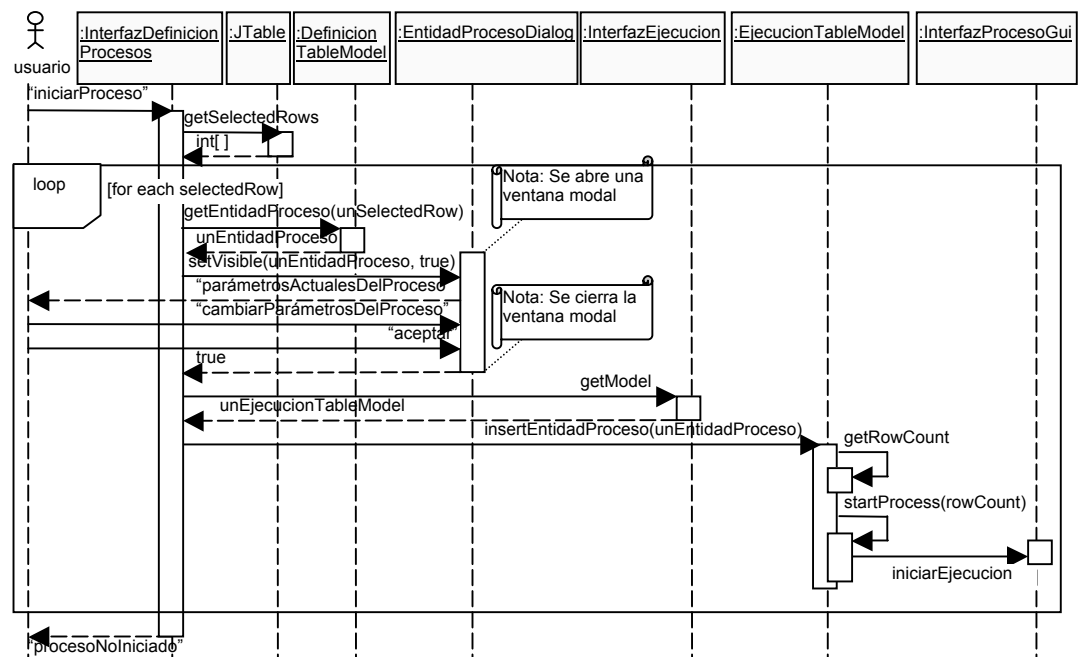 :InterfazDefinicion
Procesos
:JTable
:Definicion
TableModel
:EntidadProcesoDialog
:InterfazEjecucion
:EjecucionTableModel
:InterfazProcesoGui
usuario
"iniciarProceso"
getSelectedRows
int[ ]
loop
[for each selectedRow]
Nota: Se abre una
ventana modal
getEntidadProceso(unSelectedRow)
unEntidadProceso
setVisible(unEntidadProceso, true)
"parámetrosActualesDelProceso"
"cambiarParámetrosDelProceso"
Nota: Se cierra la
ventana modal
"aceptar"
true
getModel
unEjecucionTableModel
insertEntidadProceso(unEntidadProceso)
getRowCount
startProcess(rowCount)
iniciarEjecucion
"procesoNoIniciado"